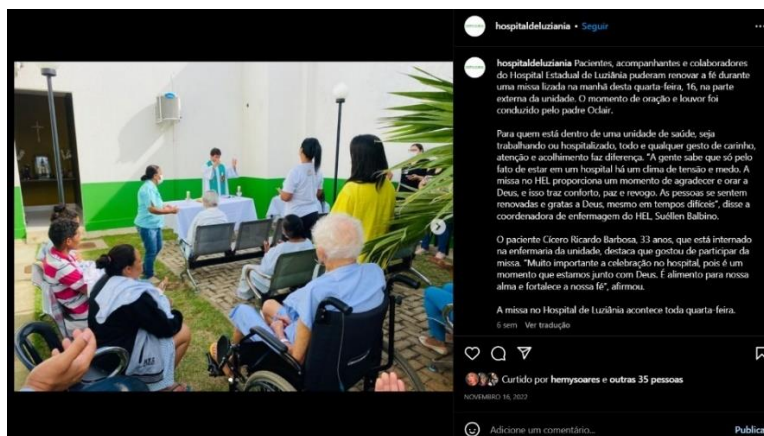 hospitaldeluziania • Seguir
hospitaldeluziania Pacientes, acompanhantes e colaboradores
do Hospital Estadual de Luziânia puderam renovar a fé durante
uma missa lizada na manhã desta quarta-feira, 16, na parte
externa da unidade. O momento de oração e louvor foi
conduzido pelo padre Oclair.
Para quem está dentro de uma unidade de saúde, seja
trabalhando ou hospitalizado, todo e qualquer gesto de carinho,
atenção e acolhimento faz diferença. "A gente sabe que só pelo
fato de estar em um hospital há um clima de tensão e medo. A
missa no HEL proporciona um momento de agradecer e orar a
Deus, e isso traz conforto, paz e revogo. As pessoas se sentem
renovadas e gratas a Deus, mesmo em tempos difíceis", disse a
coordenadora de enfermagem do HEL, Suéllen Balbino.
O paciente Cícero Ricardo Barbosa, 33 anos, que está internado
na enfermaria da unidade, destaca que gostou de participar da
missa. "Muito importante a celebração no hospital, pois é um
momento que estamos junto com Deus. É alimento para nossa
alma e fortalece a nossa fé", afirmou.
A missa no Hospital de Luziânia acontece toda quarta-feira.
6 sem Ver tradução
Curtido por hemysoares e outras 35 pessoas
NOVEMBRO 16, 2022
Adicione um comentário... Publica